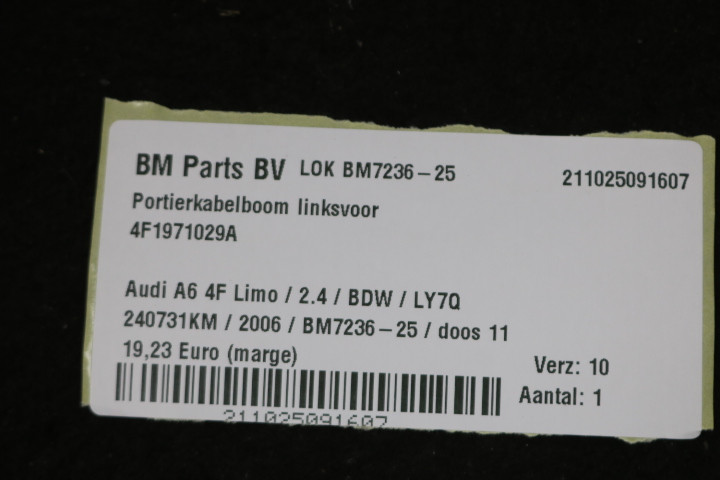 BM Parts BV LOK BM7236-25 211025091607
Portierkabelboom linksvoor
4F1971029A
Audi A6 4F Limo / 2.4 / BDW / LY7Q
240731KM / 2006 / BM7236-25 / doos 11
19,23 Euro (marge)
Verz: 10
Aantal: 1
211025091607